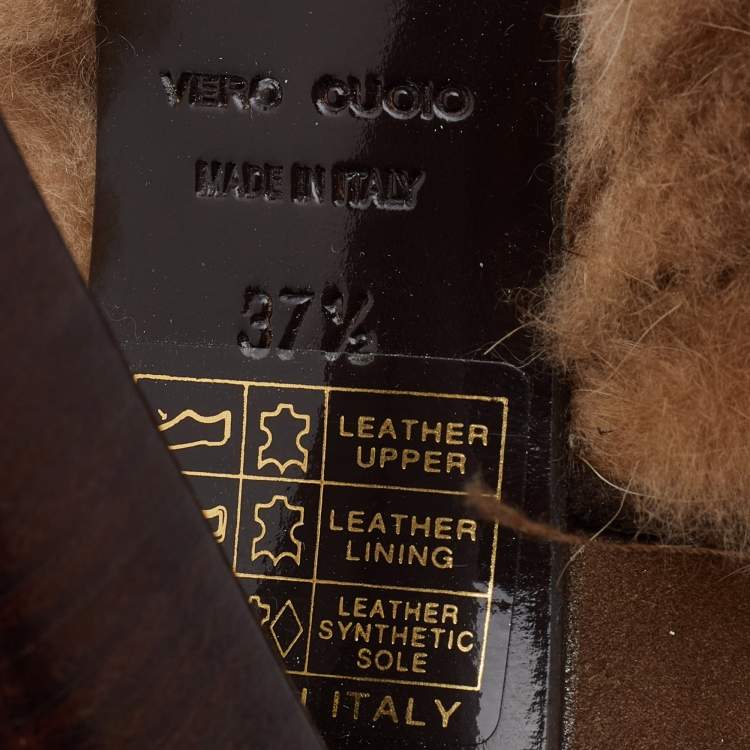 VERO CUOIO
MADE IN ITALY
37½
LEATHER
UPPER
LEATHER
LINING
LEATHER
SYNTHETIC
SOLE
ITALY